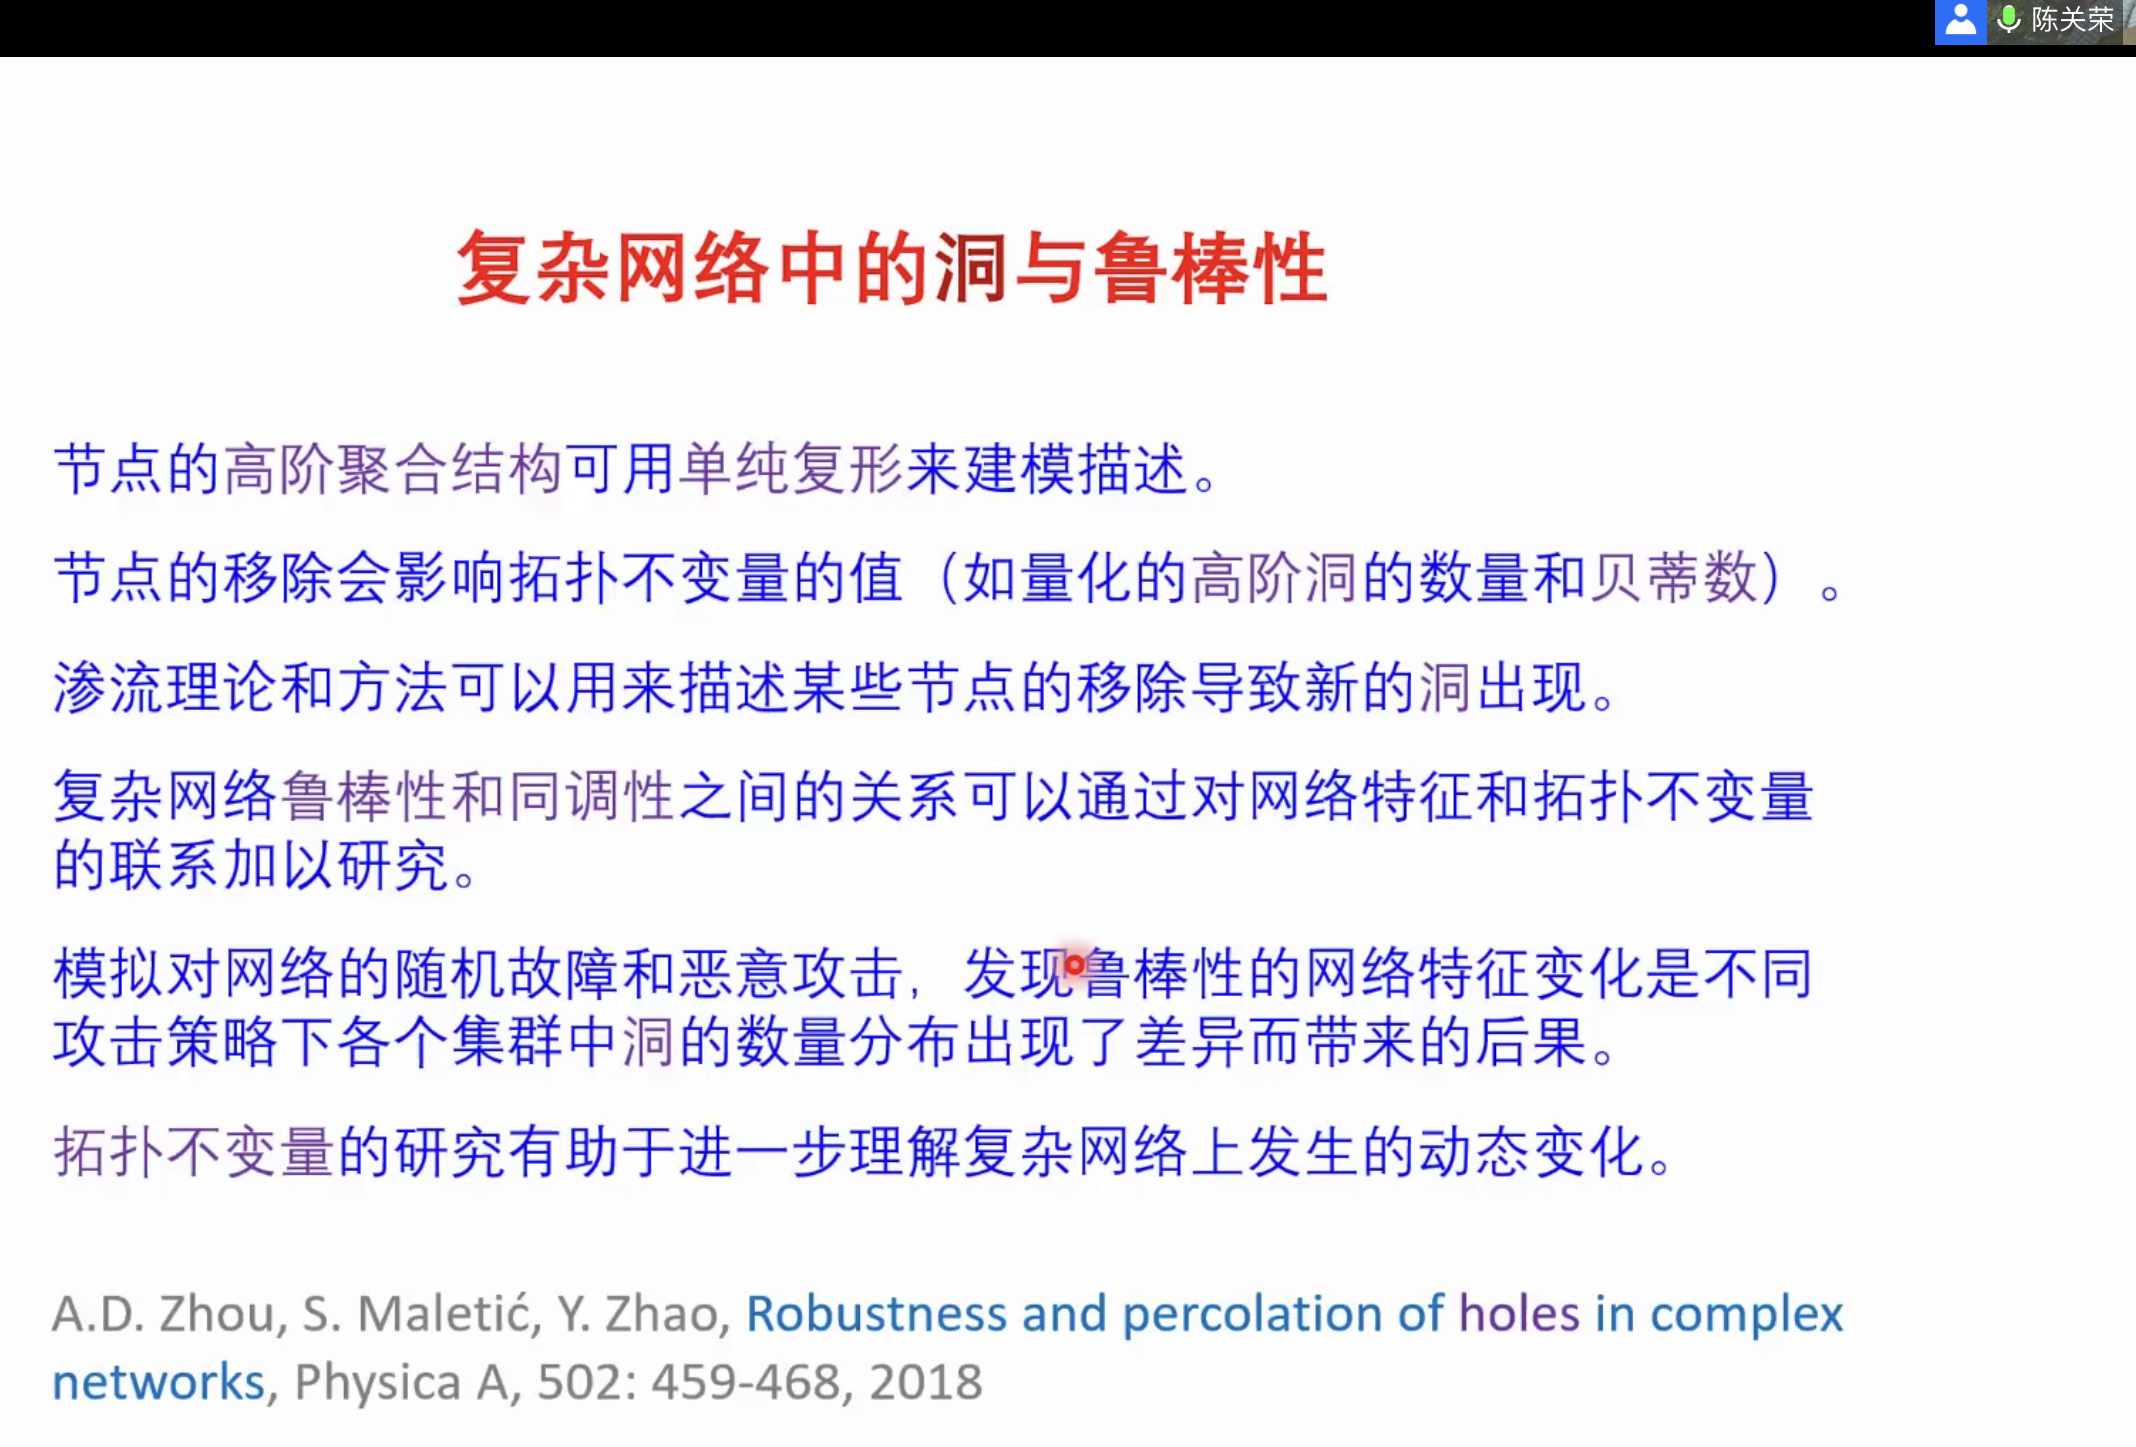 陈关荣
复杂网络中的洞与鲁棒性
节点的高阶聚合结构可用单纯复形来建模描述。
节点的移除会影响拓扑不变量的值（如量化的高阶洞的数量和贝蒂数）。
渗流理论和方法可以用来描述某些节点的移除导致新的洞出现。
复杂网络鲁棒性和同调性之间的关系可以通过对网络特征和拓扑不变量
的联系加以研究。
模拟对网络的随机故障和恶意攻击，发现鲁棒性的网络特征变化是不同
攻击策略下各个集群中洞的数量分布出现了差异而带来的后果。
拓扑不变量的研究有助于进一步理解复杂网络上发生的动态变化。
A.D. Zhou, S. Maletić, Y. Zhao, Robustness and percolation of holes in complex
networks, Physica A, 502: 459-468, 2018